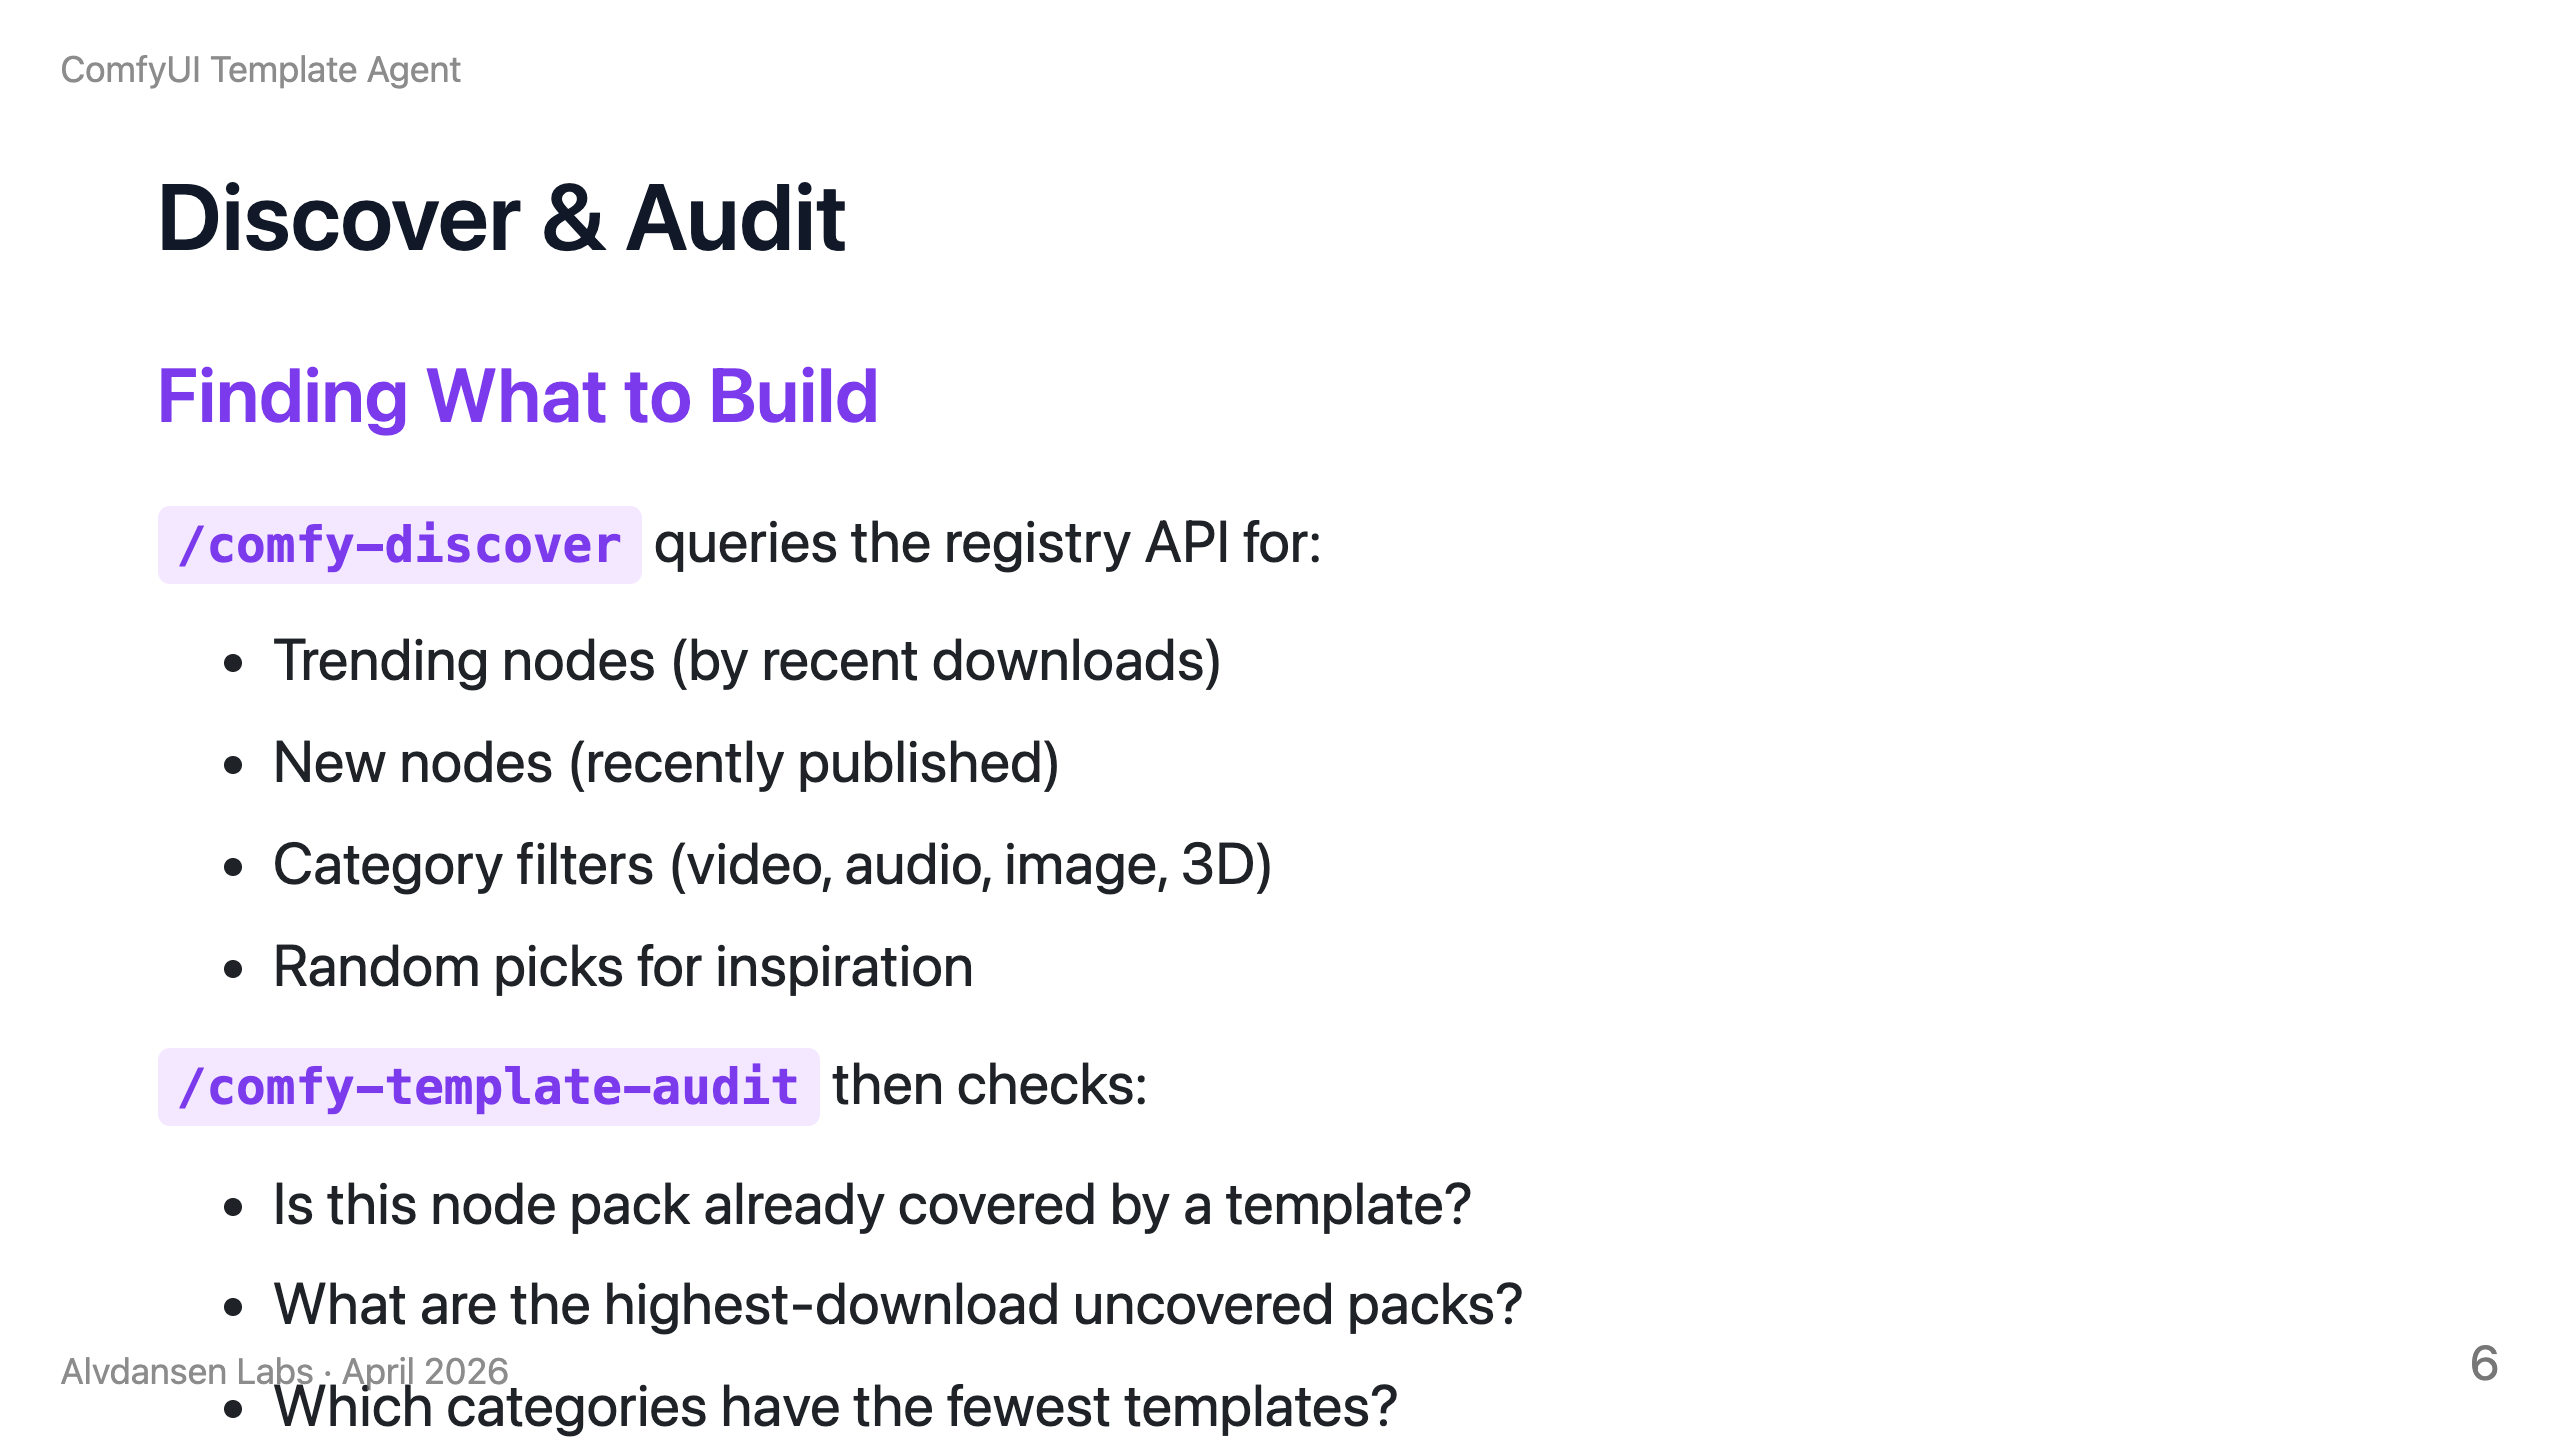 ComfyUI Template Agent
Discover & Audit
Finding What to Build
/comfy-discover queries the registry API for:
• Trending nodes (by recent downloads)
• New nodes (recently published)
• Category filters (video, audio, image, 3D)
• Random picks for inspiration
/comfy-template-audit then checks:
• Is this node pack already covered by a template?
• What are the highest-download uncovered packs?
• Which categories have the fewest templates?
Alvdansen Labs · April 2026
6